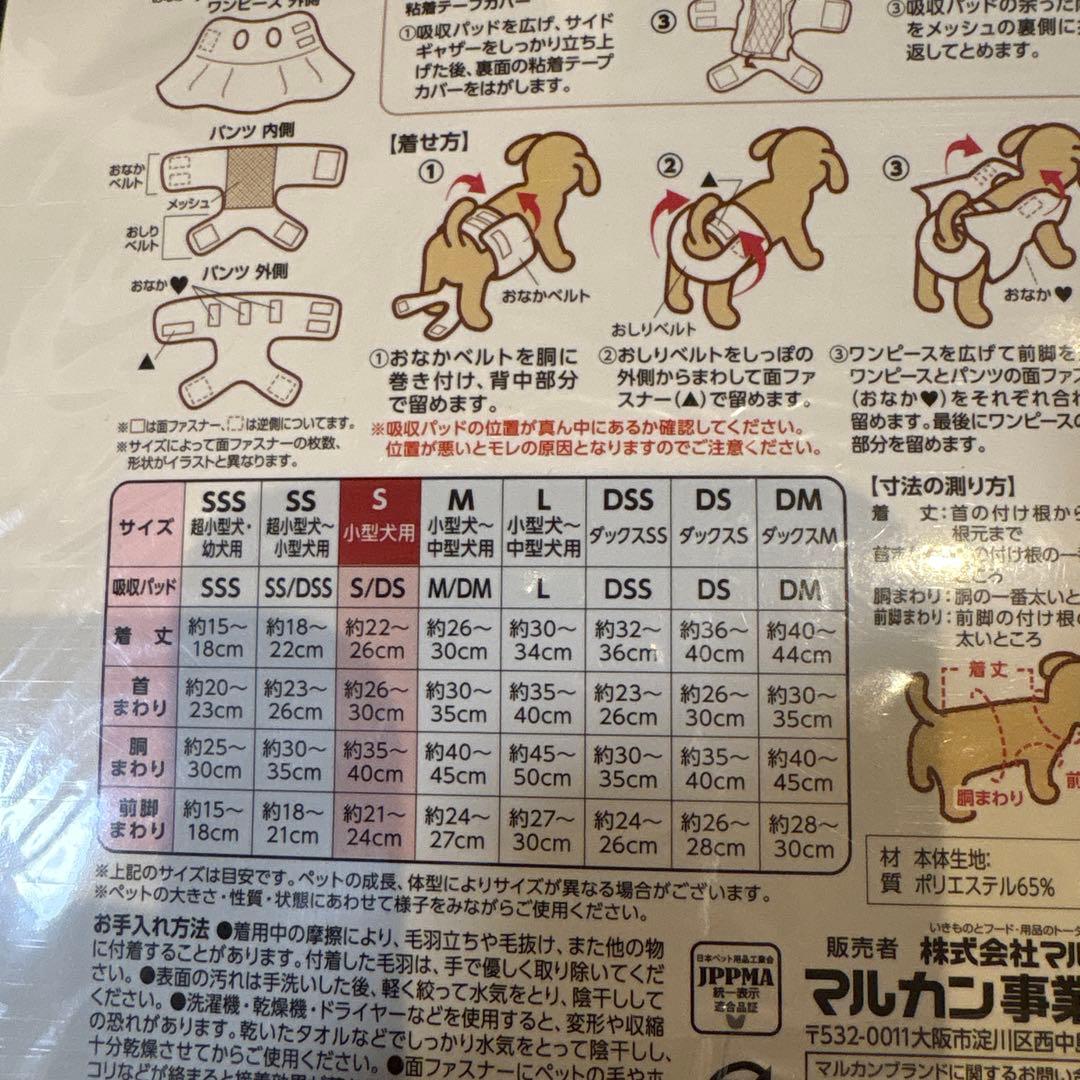 ワンピース 外側
粘着テープカバー
①吸収パッドを広げ、サイド
ギャザーをしっかり立ち上
げた後、裏面の粘着テープ
カバーをはがします。
③
③吸収パッドの余った
をメッシュの裏側に
返してとめます。
パンツ 内側
おなか
ベルト
メッシュ
おしり
ベルト
パンツ 外側
おなか♥
▲
※□は面ファスナー、は逆側についてます。
※サイズによって面ファスナーの枚数、
形状がイラストと異なります。
【着せ方】
①
おなかベルト
②
▲
おしりベルト
③
おなか♥
①おなかベルトを胴に
巻き付け、背中部分
で留めます。
②おしりベルトをしっぽの
外側からまわして面ファ
スナー(▲)で留めます。
③ワンピースを広げて前脚を
ワンピースとパンツの面ファス
(おなか♥)をそれぞれ合わ
留めます。最後にワンピースの
部分を留めます。
※吸収パッドの位置が真ん中にあるか確認してください。
位置が悪いとモレの原因となりますのでご注意ください。
サイズ SSS 超小型犬・幼犬用 SS 超小型犬〜小型犬用 S 小型犬用 M 小型犬〜中型犬用 L 小型犬〜中型犬用 DSS ダックスSS DS ダックスS DM ダックスM
吸収パッド SSS SS/DSS S/DS M/DM L DSS DS DM
着 丈 約15〜18cm 約18〜22cm 約22〜26cm 約26〜30cm 約30〜34cm 約32〜36cm 約36〜40cm 約40〜44cm
首まわり 約20〜23cm 約23〜26cm 約26〜30cm 約30〜35cm 約35〜40cm 約23〜26cm 約26〜30cm 約30〜35cm
胴まわり 約25〜30cm 約30〜35cm 約35〜40cm 約40〜45cm 約45〜50cm 約30〜35cm 約35〜40cm 約40〜45cm
前脚まわり 約15〜18cm 約18〜21cm 約21〜24cm 約24〜27cm 約27〜30cm 約24〜26cm 約26〜28cm 約28〜30cm
【寸法の測り方】
着 丈：首の付け根から
根元まで
の付け根の一
ところ
胴まわり：胴の一番太いと
前脚まわり：前脚の付け根の
太いところ
着丈
胴まわり
前
※上記のサイズは目安です。ペットの成長、体型によりサイズが異なる場合がございます。
※ペットの大きさ・性質・状態にあわせて様子をみながらご使用ください。
材質 本体生地：
ポリエステル65%
お手入れ方法 ●着用中の摩擦により、毛羽立ちや毛抜け、また他の物
に付着することがあります。付着した毛羽は、手で優しく取り除いてくだ
さい。●表面の汚れは手洗いした後、軽く絞って水気をとり、陰干しして
ください。●洗濯機・乾燥機・ドライヤーなどを使用すると、変形や収縮
の恐れがあります。乾いたタオルなどでしっかり水気をとって陰干しし、
十分乾燥させてからご使用ください。●面ファスナーにペットの毛やホ
コリなどが絡まると接着効果が
日本ペット用品工業会
JPPMA
統一表示
適合品証
いきものとフード・用品のトータ
販売者 株式会社マル
マルカン事業
〒532-0011大阪市淀川区西中島
マルカンブランドに関するお問い合